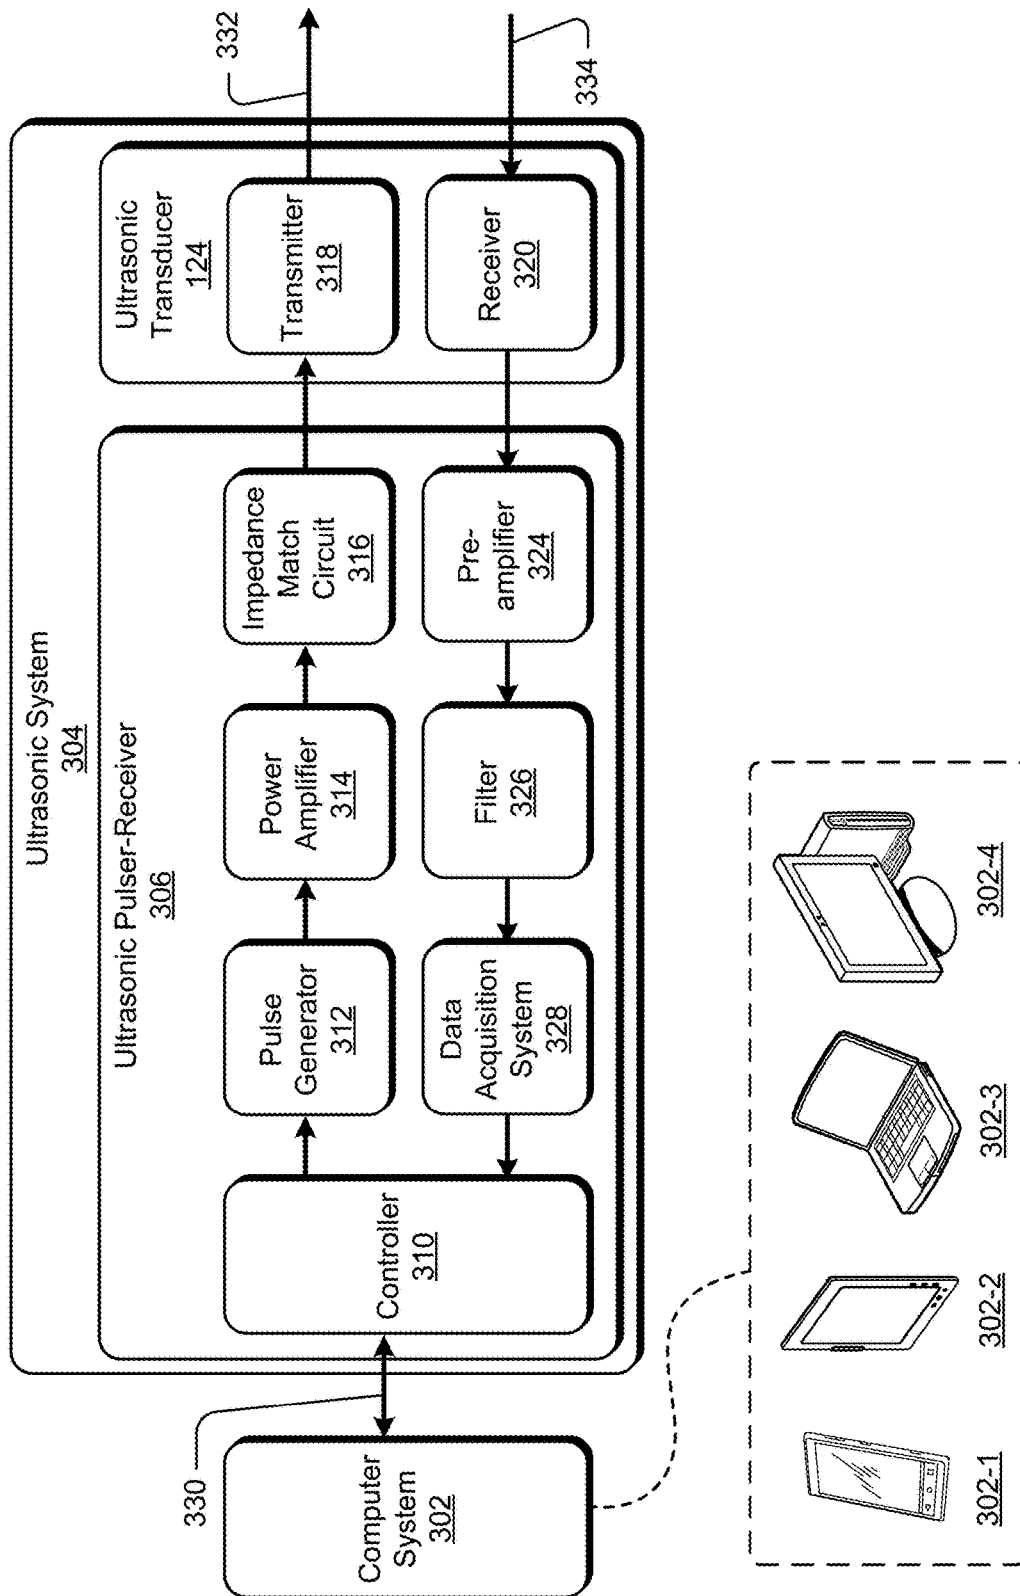 Ultrasonic System
304
Ultrasonic Pulser-Receiver
306
Ultrasonic
Transducer
124
Computer
System
302
330
Controller
310
Pulse
Generator
312
Power
Amplifier
314
Impedance
Match
Circuit
316
Transmitter
318
332
Data
Acquisition
System
328
Filter
326
Pre-
amplifier
324
Receiver
320
334
302-1
302-2
302-3
302-4